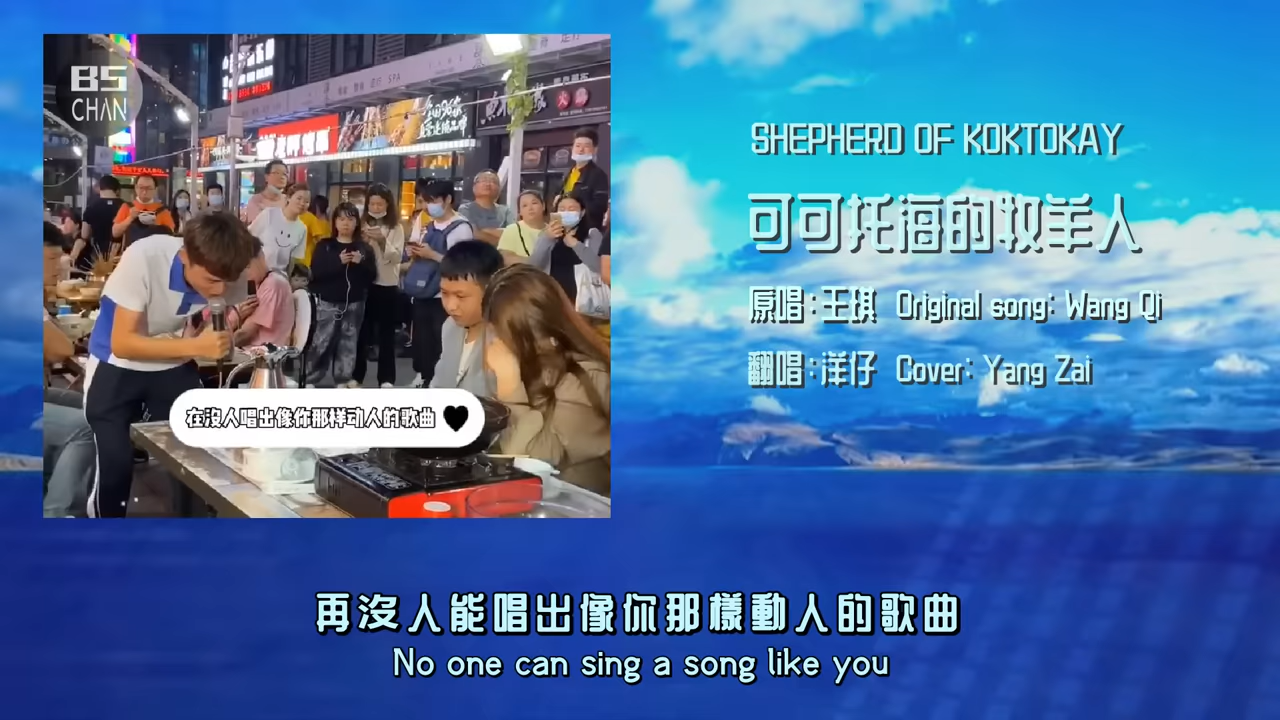 BS
CHAN
SPA
火鍋
在没人唱出像你那样动人的歌曲
SHEPHERD OF KOKTOKAY
可可托海的牧羊人
原唱:王琪 Original song: Wang Qi
翻唱:洋仔 Cover: Yang Zai
再沒人能唱出像你那樣動人的歌曲
No one can sing a song like you